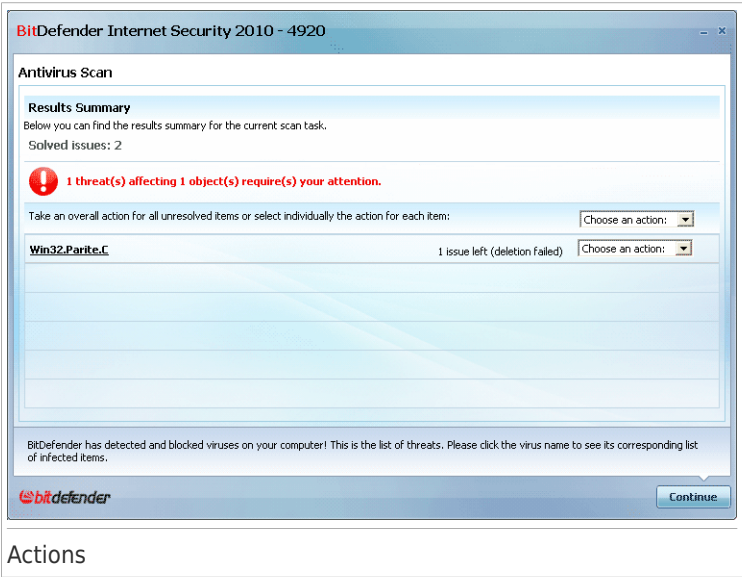 BitDefender Internet Security 2010 - 4920
Antivirus Scan
Results Summary
Below you can find the results summary for the current scan task.
Solved issues: 2
1 threat(s) affecting 1 object(s) require(s) your attention.
Take an overall action for all unresolved items or select individually the action for each item:
Choose an action:
Win32.Parite.C
1 issue left (deletion failed)
Choose an action:
BitDefender has detected and blocked viruses on your computer! This is the list of threats. Please click the virus name to see its corresponding list
of infected items.
bitdefender
Continue
Actions